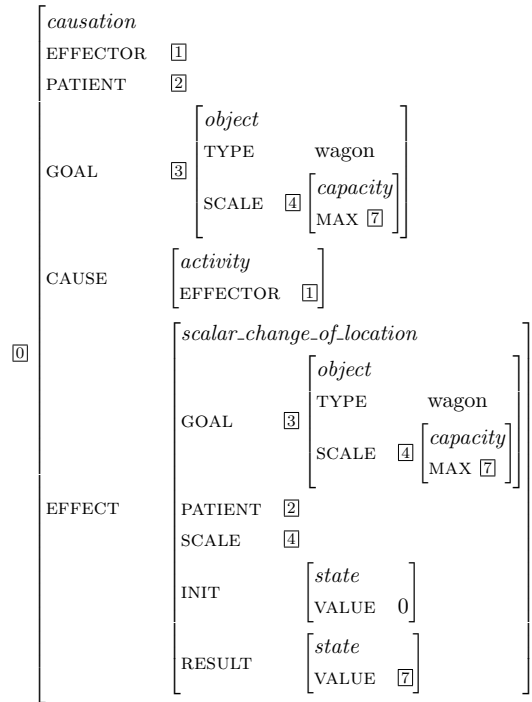 causation
EFFECTOR 1
PATIENT 2
object
TYPE wagon
GOAL 3
SCALE 4 capacity
MAX 7
activity
CAUSE
EFFECTOR 1
0
scalar_change_of_location
object
TYPE wagon
GOAL 3
SCALE 4 capacity
MAX 7
EFFECT
PATIENT 2
SCALE 4
state
INIT
VALUE 0
state
RESULT
VALUE 7